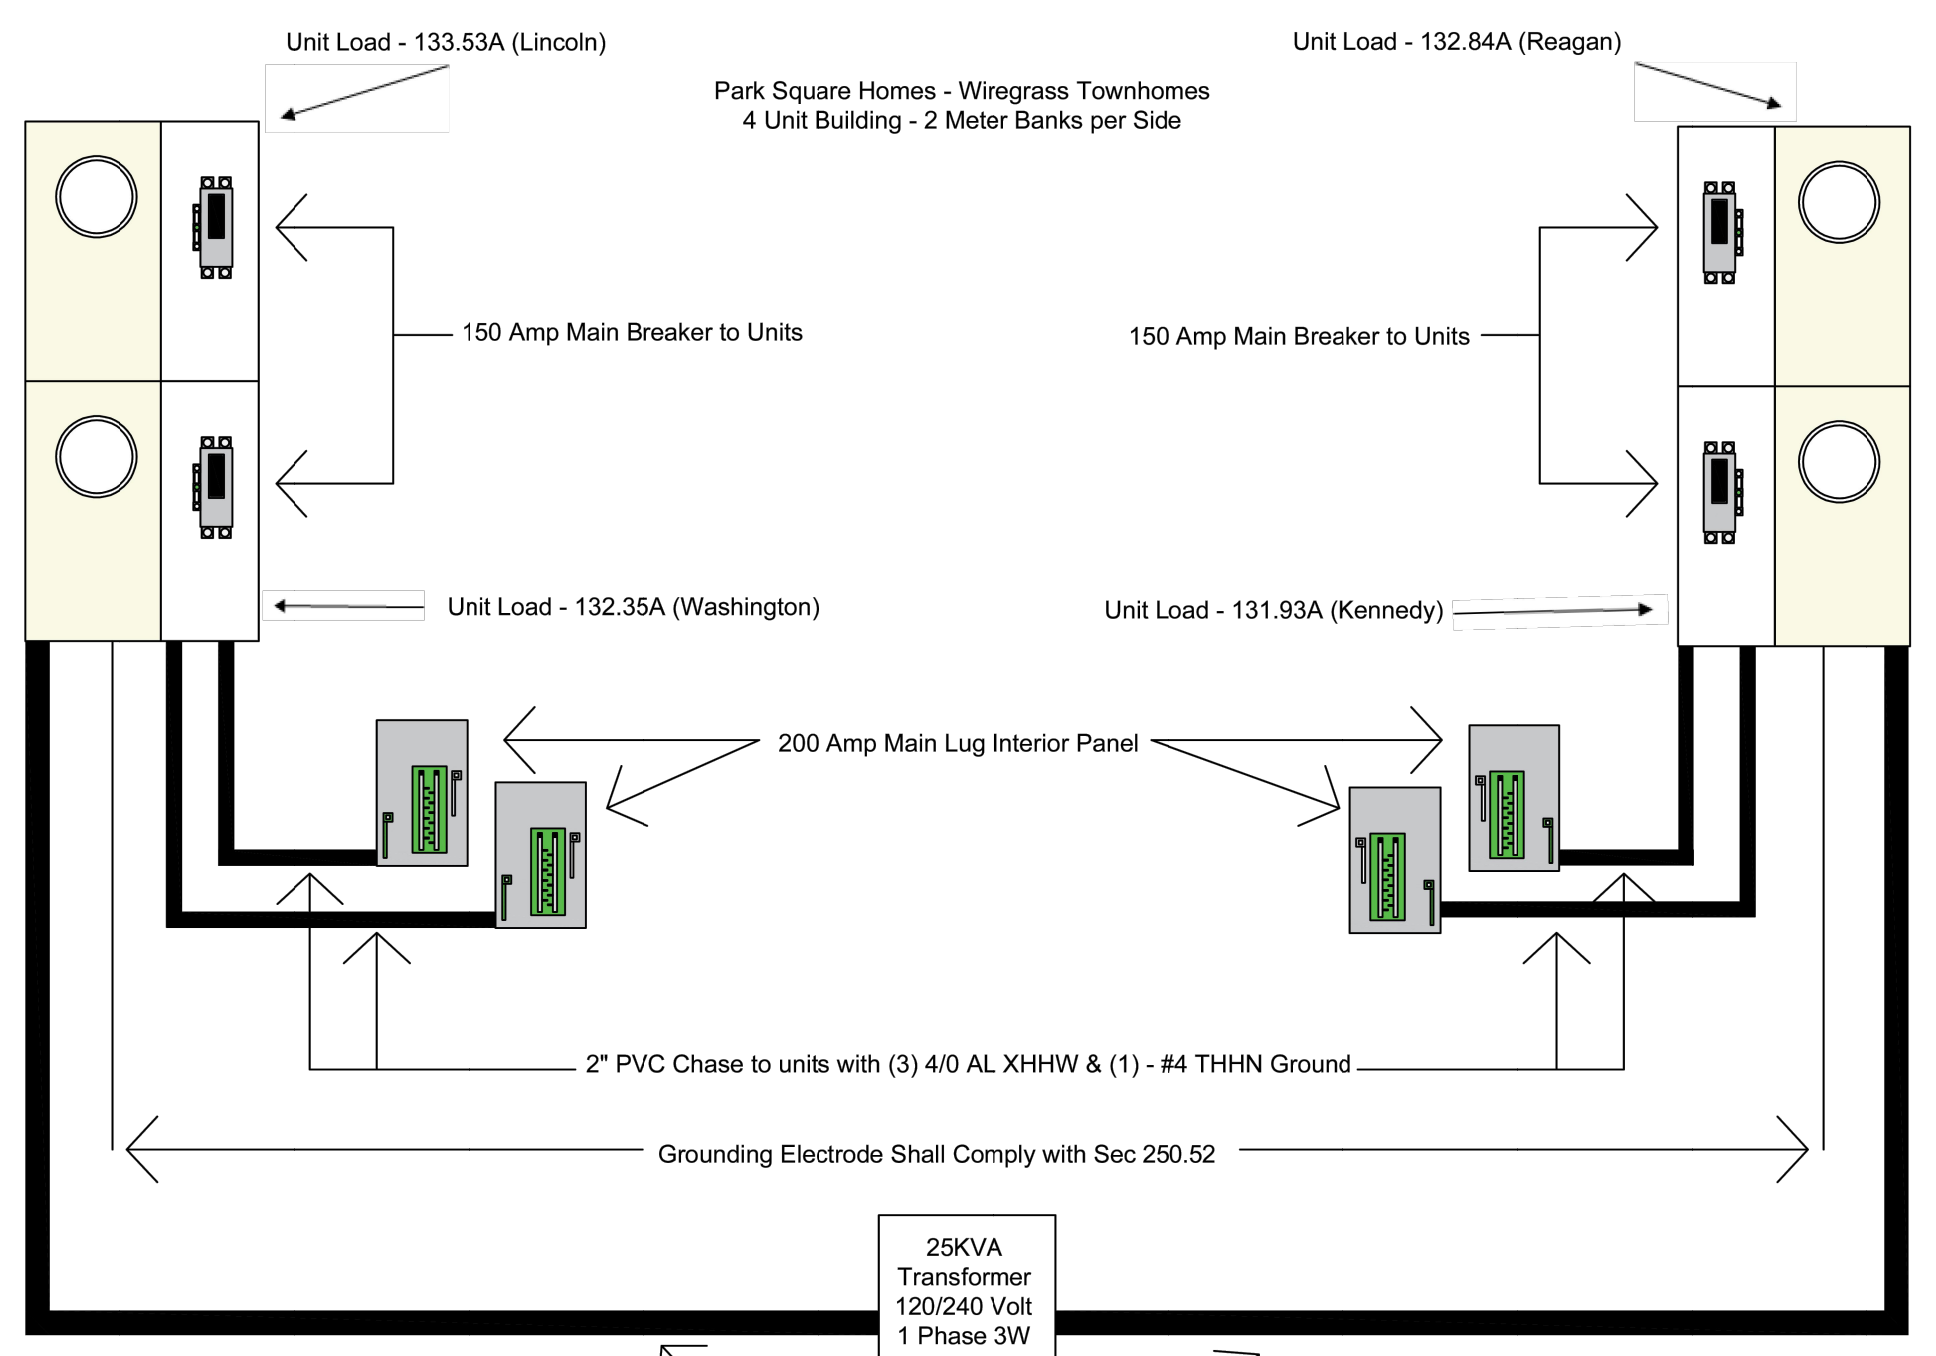 Unit Load - 133.53A (Lincoln)
Unit Load - 132.84A (Reagan)
Park Square Homes - Wiregrass Townhomes
4 Unit Building - 2 Meter Banks per Side
150 Amp Main Breaker to Units
150 Amp Main Breaker to Units
Unit Load - 132.35A (Washington)
Unit Load - 131.93A (Kennedy)
200 Amp Main Lug Interior Panel
2" PVC Chase to units with (3) 4/0 AL XHHW & (1) - #4 THHN Ground
Grounding Electrode Shall Comply with Sec 250.52
25KVA
Transformer
120/240 Volt
1 Phase 3W